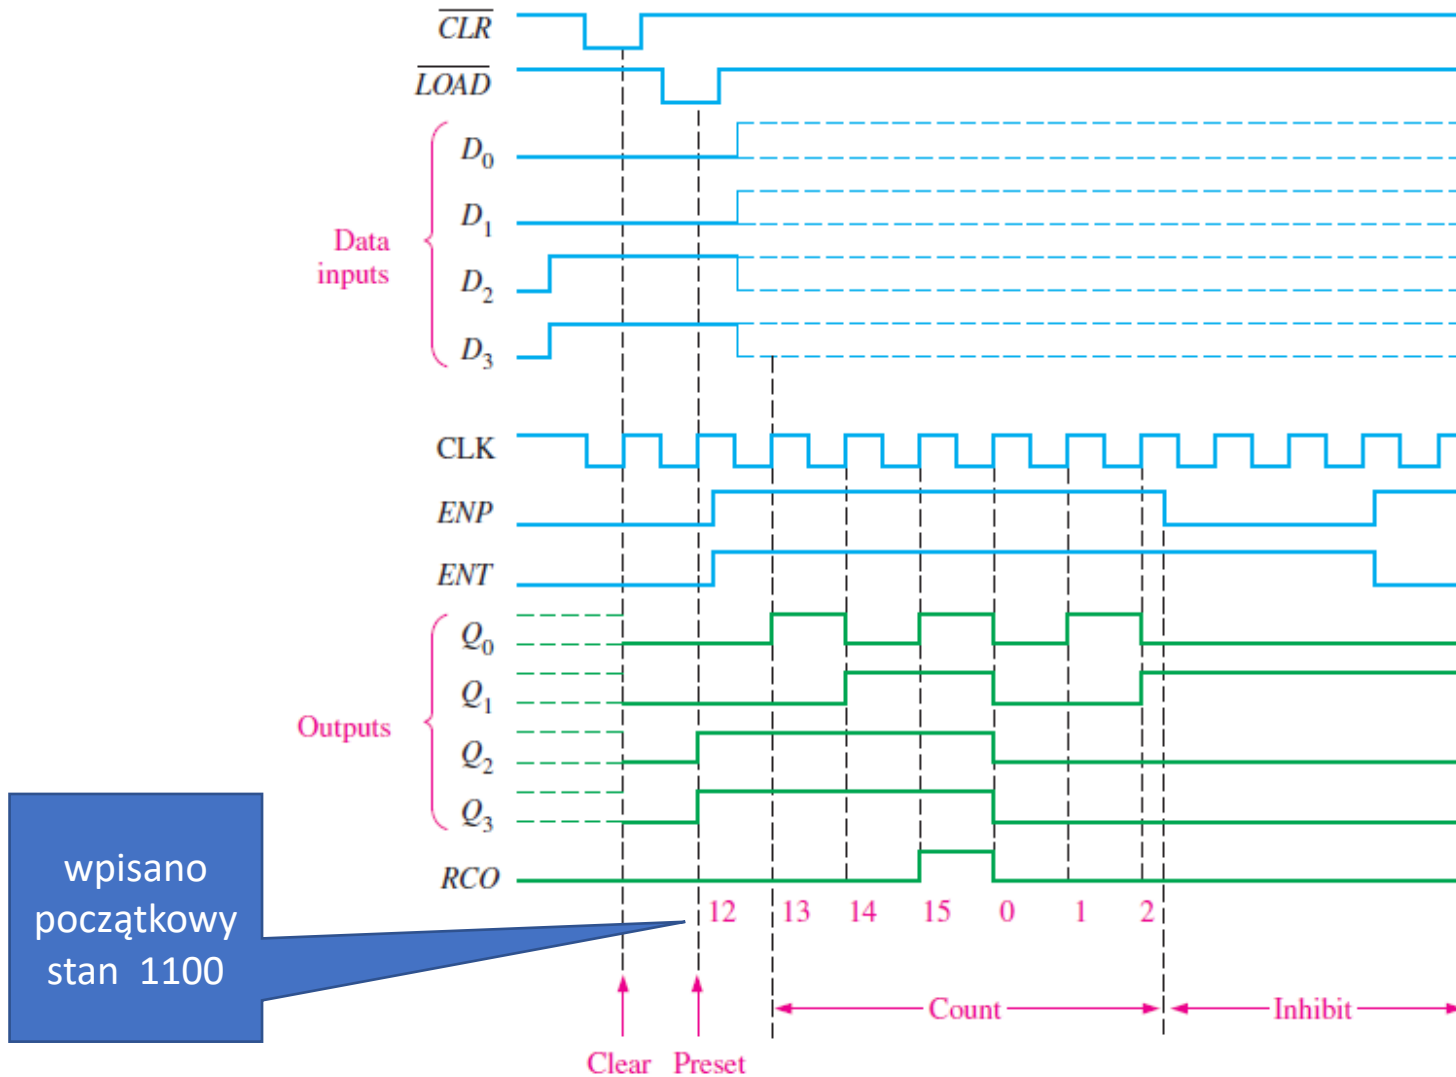 CLR
LOAD
D0
D1
Data
inputs
D2
D3
CLK
ENP
ENT
Q0
Q1
Outputs
Q2
Q3
RCO
12 13 14 15 0 1 2
wpisano
początkowy
stan 1100
Count
Inhibit
Clear Preset